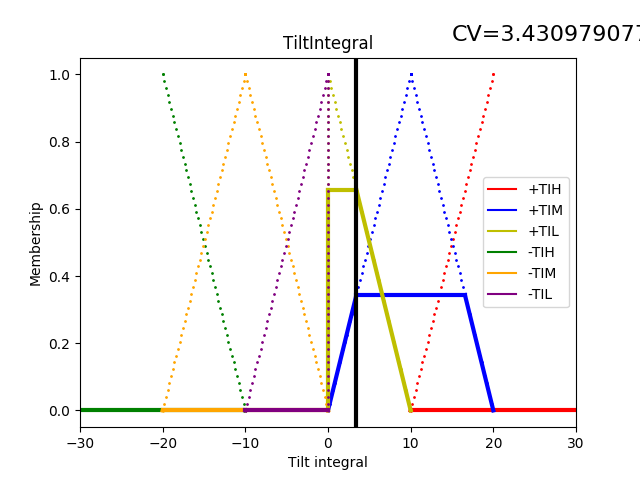 CV=3.430979077
TiltIntegral
Membership
1.0
0.8
0.6
0.4
0.2
0.0
−30
−20
−10
0
10
20
30
Tilt integral
+TIH
+TIM
+TIL
-TIH
-TIM
-TIL